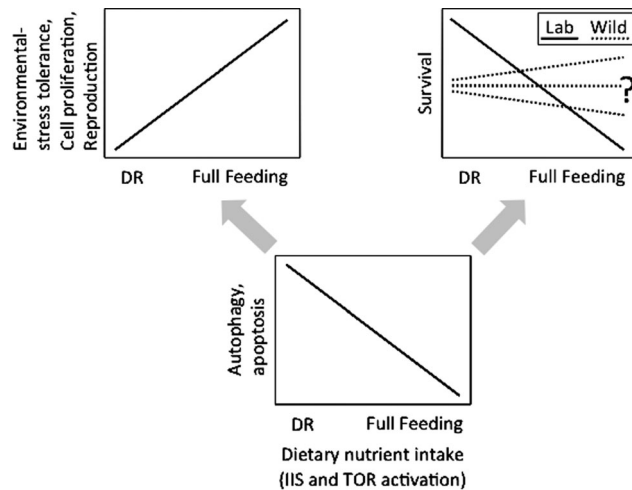 Environmental-
stress tolerance,
Cell proliferation,
Reproduction
DR Full Feeding
Survival
Lab Wild
?
DR Full Feeding
Autophagy,
apoptosis
DR Full Feeding
Dietary nutrient intake
(IIS and TOR activation)